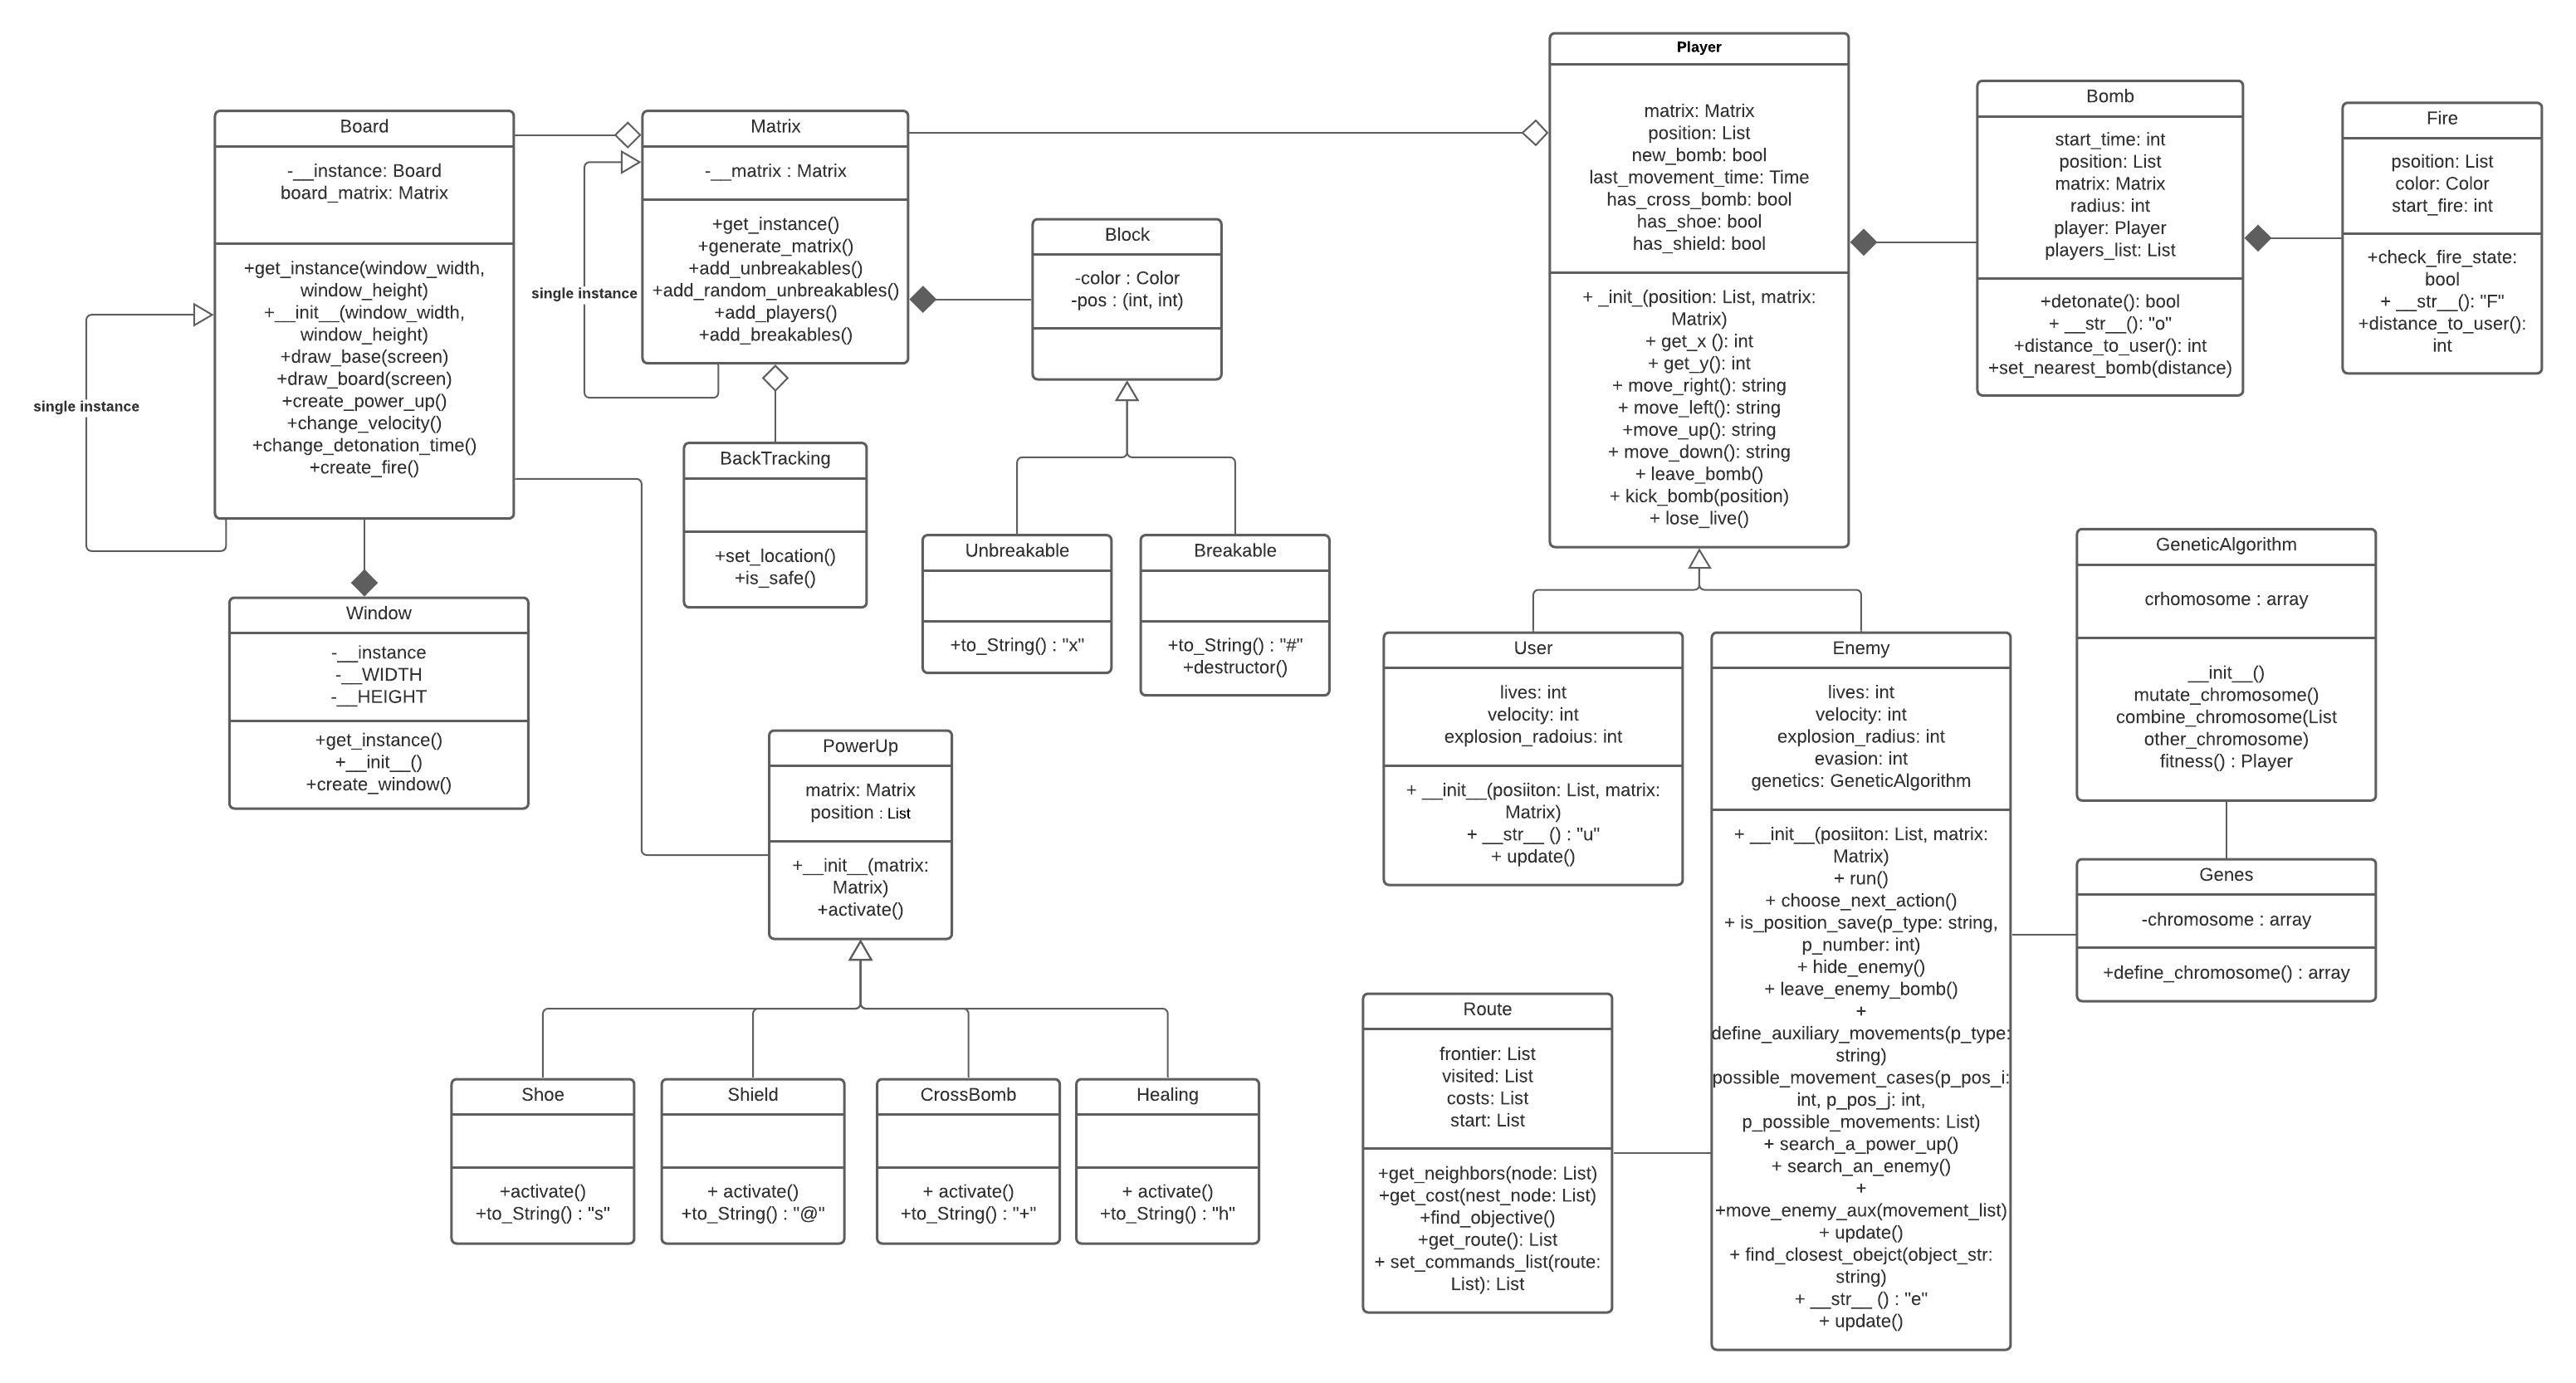 Board
-__instance: Board
board_matrix: Matrix
+get_instance(window_width,
window_height)
+__init__(window_width,
window_height)
+draw_base(screen)
+draw_board(screen)
+create_power_up()
+change_velocity()
+change_detonation_time()
+create_fire()
single instance
Matrix
-__matrix : Matrix
+get_instance()
+generate_matrix()
+add_unbreakables()
+add_random_unbreakables()
+add_players()
+add_breakables()
single instance
Block
-color : Color
-pos : (int, int)
BackTracking
+set_location()
+is_safe()
Unbreakable
+to_String() : "x"
Breakable
+to_String() : "#"
+destructor()
Window
-__instance
-__WIDTH
-__HEIGHT
+get_instance()
+__init__()
+create_window()
PowerUp
matrix: Matrix
position : List
+__init__(matrix:
Matrix)
+activate()
Shoe
+activate()
+to_String() : "s"
Shield
+ activate()
+to_String() : "@"
CrossBomb
+ activate()
+to_String() : "+"
Healing
+ activate()
+to_String() : "h"
Player
matrix: Matrix
position: List
new_bomb: bool
last_movement_time: Time
has_cross_bomb: bool
has_shoe: bool
has_shield: bool
+ _init_(position: List, matrix:
Matrix)
+ get_x (): int
+ get_y(): int
+ move_right(): string
+ move_left(): string
+move_up(): string
+ move_down(): string
+ leave_bomb()
+ kick_bomb(position)
+ lose_live()
Bomb
start_time: int
position: List
matrix: Matrix
radius: int
player: Player
players_list: List
+detonate(): bool
+ __str__(): "o"
+distance_to_user(): int
+set_nearest_bomb(distance)
Fire
psoition: List
color: Color
start_fire: int
+check_fire_state:
bool
+ __str__(): "F"
+distance_to_user():
int
User
lives: int
velocity: int
explosion_radoius: int
+ __init__(posiiton: List, matrix:
Matrix)
+ __str__ () : "u"
+ update()
Enemy
lives: int
velocity: int
explosion_radius: int
evasion: int
genetics: GeneticAlgorithm
+ __init__(posiiton: List, matrix:
Matrix)
+ run()
+ choose_next_action()
+ is_position_save(p_type: string,
p_number: int)
+ hide_enemy()
+ leave_enemy_bomb()
+
define_auxiliary_movements(p_type:
string)
possible_movement_cases(p_pos_i:
int, p_pos_j: int,
p_possible_movements: List)
+ search_a_power_up()
+ search_an_enemy()
+
+move_enemy_aux(movement_list)
+ update()
+ find_closest_obejct(object_str:
string)
+ __str__ () : "e"
+ update()
GeneticAlgorithm
crhomosome : array
__init__()
mutate_chromosome()
combine_chromosome(List
other_chromosome)
fitness() : Player
Genes
-chromosome : array
+define_chromosome() : array
Route
frontier: List
visited: List
costs: List
start: List
+get_neighbors(node: List)
+get_cost(nest_node: List)
+find_objective()
+get_route(): List
+ set_commands_list(route:
List): List